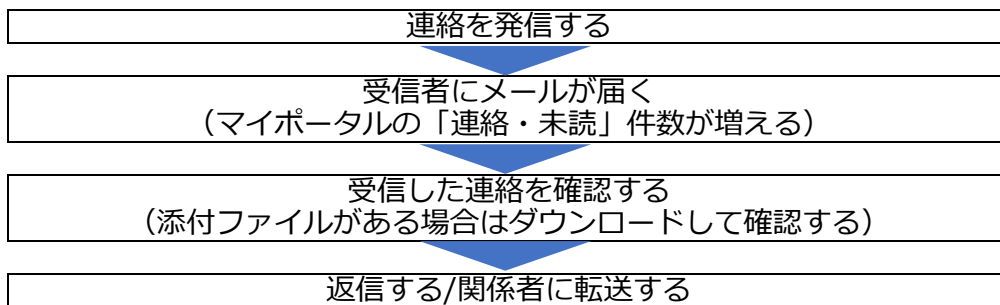 連絡を発信する
受信者にメールが届く
（マイポータルの「連絡・未読」件数が増える）
受信した連絡を確認する
（添付ファイルがある場合はダウンロードして確認する）
返信する/関係者に転送する